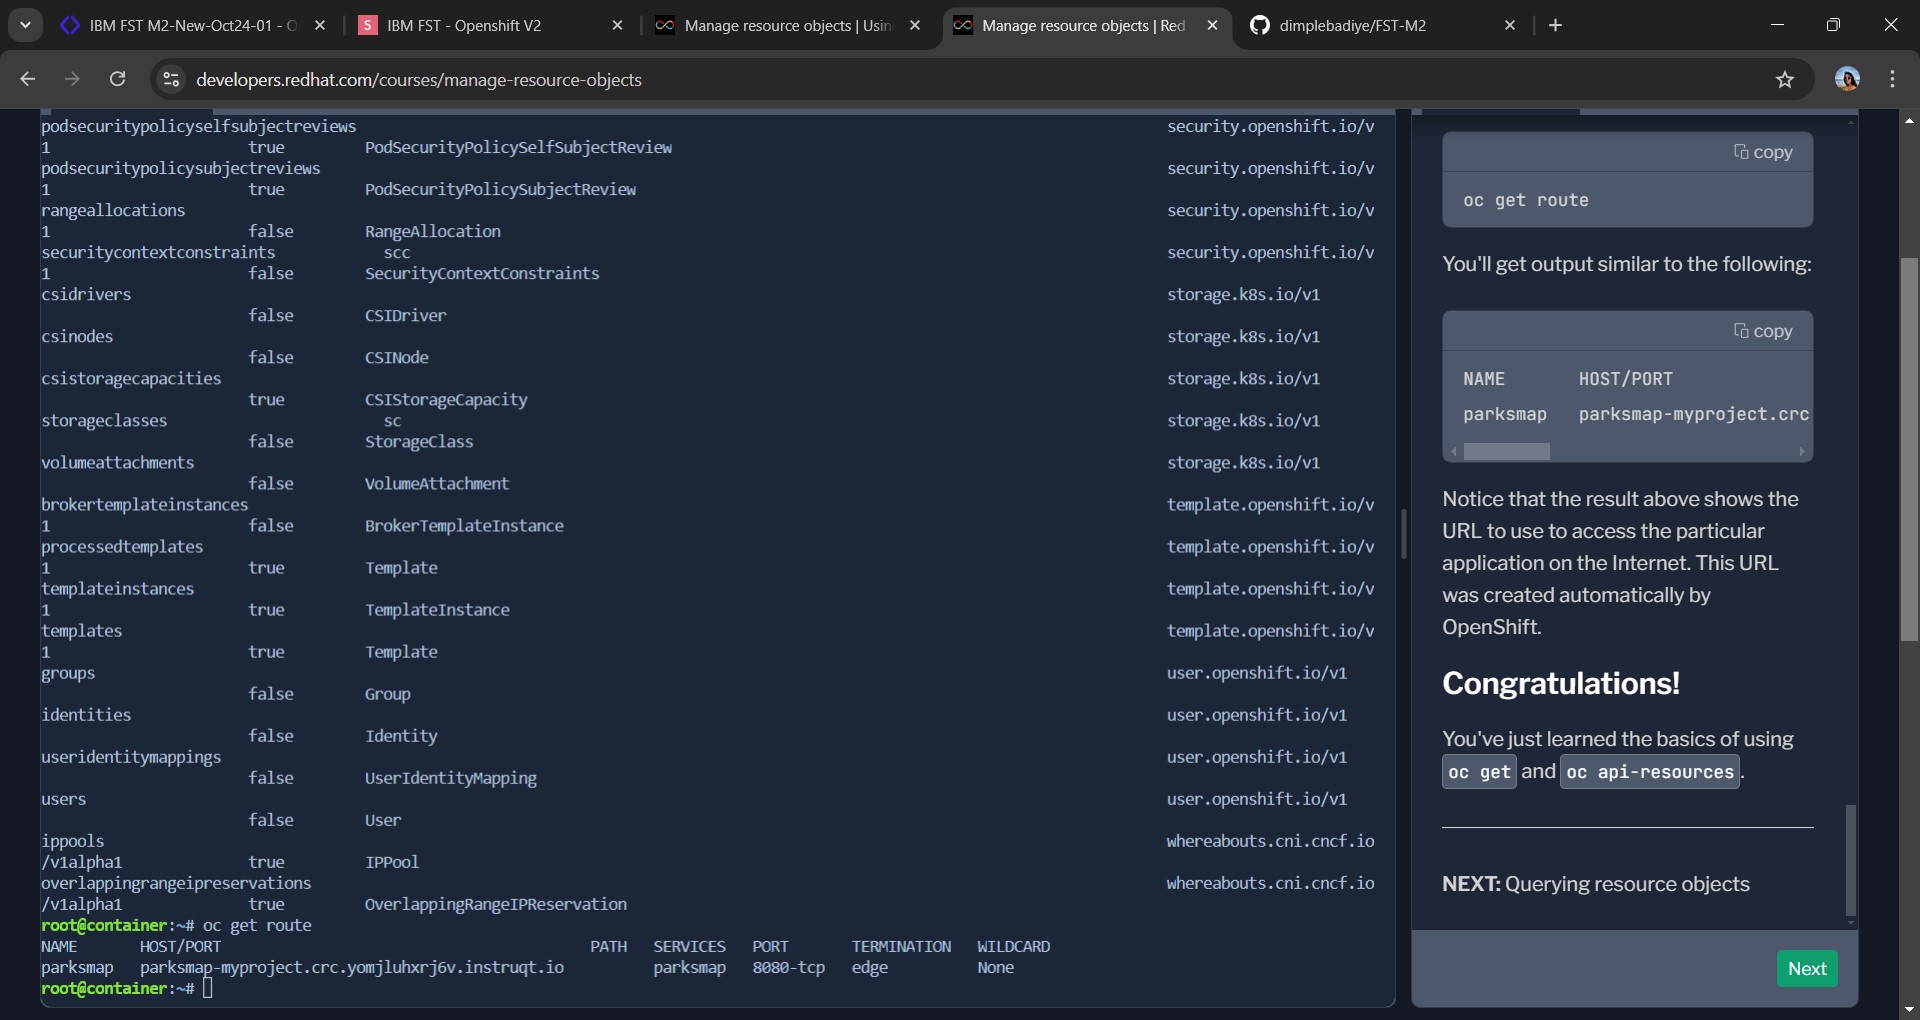 IBM FST M2-New-Oct24-01 - O
IBM FST - Openshift V2
Manage resource objects | Usin
Manage resource objects | Red
dimplebadiye/FST-M2
developers.redhat.com/courses/manage-resource-objects
podsecuritypolicyselfsubjectreviews security.openshift.io/v
1 true PodSecurityPolicySelfSubjectReview
podsecuritypolicysubjectreviews security.openshift.io/v
1 true PodSecurityPolicySubjectReview
rangeallocations security.openshift.io/v
1 false RangeAllocation
securitycontextconstraints scc security.openshift.io/v
1 false SecurityContextConstraints
csidrivers storage.k8s.io/v1
false CSIDriver
csinodes storage.k8s.io/v1
false CSINode
csistoragecapacities storage.k8s.io/v1
true CSIStorageCapacity
storageclasses sc storage.k8s.io/v1
false StorageClass
volumeattachments storage.k8s.io/v1
false VolumeAttachment
brokertemplateinstances template.openshift.io/v
1 false BrokerTemplateInstance
processedtemplates template.openshift.io/v
1 true Template
templateinstances template.openshift.io/v
1 true TemplateInstance
templates template.openshift.io/v
1 true Template
groups user.openshift.io/v1
false Group
identities user.openshift.io/v1
false Identity
useridentitymappings user.openshift.io/v1
false UserIdentityMapping
users user.openshift.io/v1
false User
ippools whereabouts.cni.cncf.io
/v1alpha1 true IPPool
overlappingrangeipreservations whereabouts.cni.cncf.io
/v1alpha1 true OverlappingRangeIPReservation
root@container:~# oc get route
NAME HOST/PORT PATH SERVICES PORT TERMINATION WILDCARD
parksmap parksmap-myproject.crc.yomjluhxrj6v.instruqt.io parksmap 8080-tcp edge None
root@container:~#
copy
oc get route
You'll get output similar to the following:
copy
NAME HOST/PORT
parksmap parksmap-myproject.crc
Notice that the result above shows the
URL to use to access the particular
application on the Internet. This URL
was created automatically by
OpenShift.
Congratulations!
You've just learned the basics of using
oc get and oc api-resources.
NEXT: Querying resource objects
Next